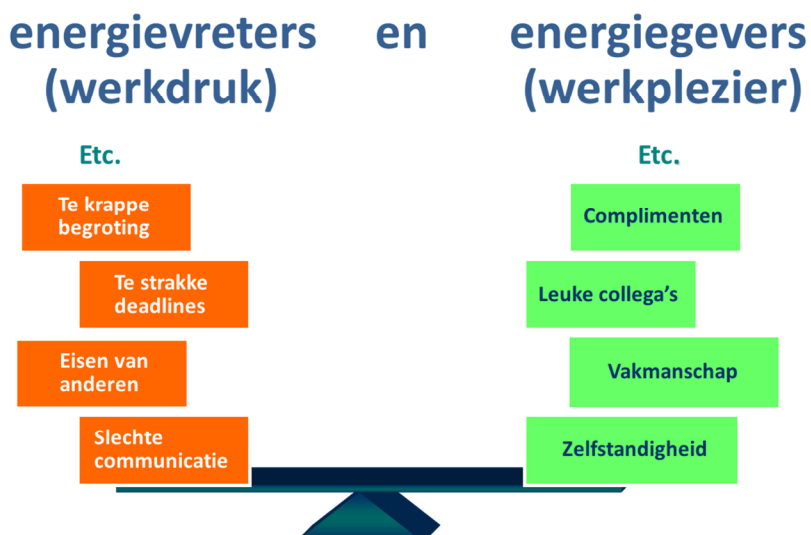 energievreters en energiegevers
(werkdruk) (werkplezier)
Etc.
Te krappe
begroting
Te strakke
deadlines
Eisen van
anderen
Slechte
communicatie
Etc.
Complimenten
Leuke collega's
Vakmanschap
Zelfstandigheid